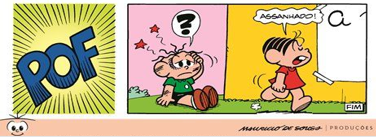 POF
?
ASSANHADO!
a
FIM
MAURICIO DE SOUSA | PRODUÇÕES